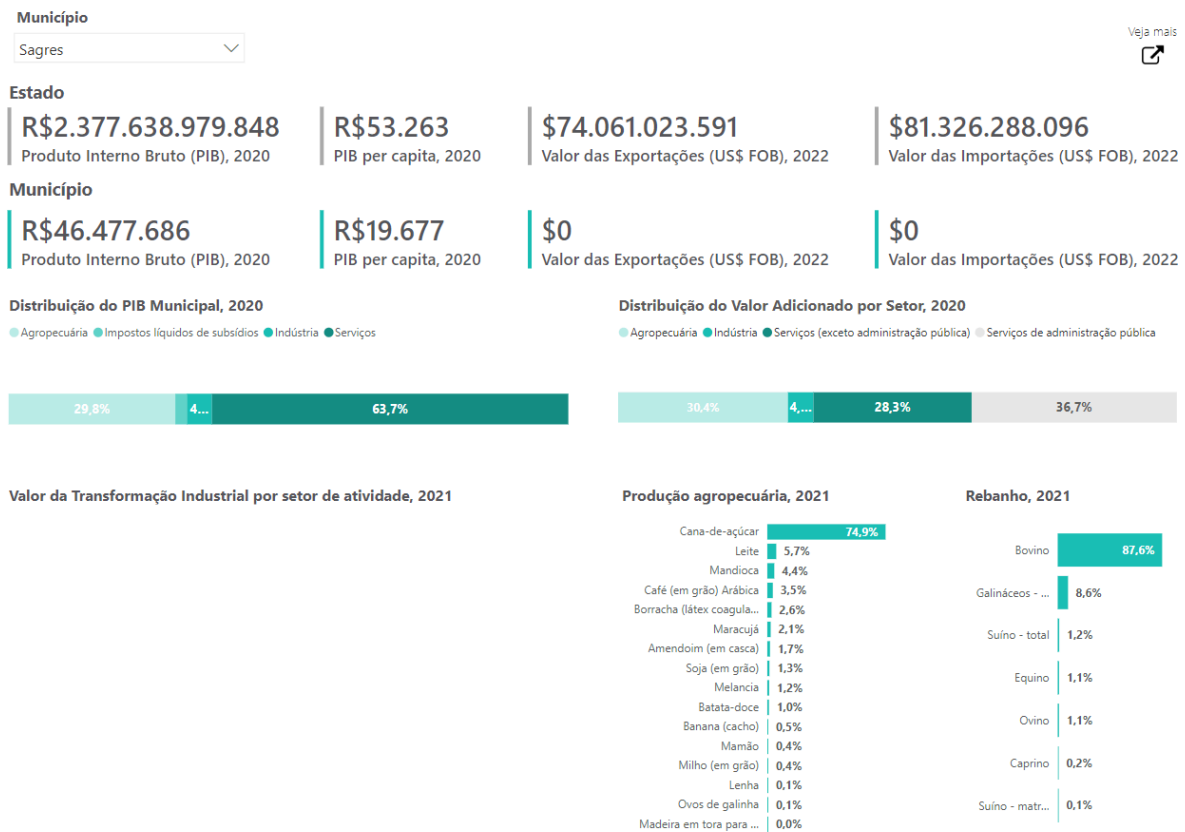 Município
Sagres
Veja mais
Estado
R$2.377.638.979.848
Produto Interno Bruto (PIB), 2020
R$53.263
PIB per capita, 2020
$74.061.023.591
Valor das Exportações (US$ FOB), 2022
$81.326.288.096
Valor das Importações (US$ FOB), 2022
Município
R$46.477.686
Produto Interno Bruto (PIB), 2020
R$19.677
PIB per capita, 2020
$0
Valor das Exportações (US$ FOB), 2022
$0
Valor das Importações (US$ FOB), 2022
Distribuição do PIB Municipal, 2020
Agropecuária Impostos líquidos de subsídios Indústria Serviços
29,8% 4... 63,7%
Distribuição do Valor Adicionado por Setor, 2020
Agropecuária Indústria Serviços (exceto administração pública) Serviços de administração pública
30,4% 4,... 28,3% 36,7%
Valor da Transformação Industrial por setor de atividade, 2021
Produção agropecuária, 2021
Cana-de-açúcar 74,9%
Leite 5,7%
Mandioca 4,4%
Café (em grão) Arábica 3,5%
Borracha (látex coagula... 2,6%
Maracujá 2,1%
Amendoim (em casca) 1,7%
Soja (em grão) 1,3%
Melancia 1,2%
Batata-doce 1,0%
Banana (cacho) 0,5%
Mamão 0,4%
Milho (em grão) 0,4%
Lenha 0,1%
Ovos de galinha 0,1%
Madeira em tora para ... 0,0%
Rebanho, 2021
Bovino 87,6%
Galináceos - ... 8,6%
Suíno - total 1,2%
Equino 1,1%
Ovino 1,1%
Caprino 0,2%
Suíno - matr... 0,1%